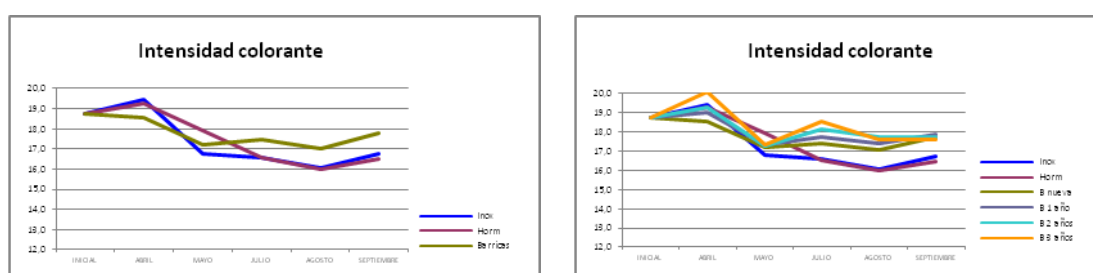 Intensidad colorante
20,0
19,0
18,0
17,0
16,0
15,0
14,0
13,0
12,0
INICIAL ABRIL MAYO JULIO AGOSTO SEPTIEMBRE
Inox
Horm
Barricas
Intensidad colorante
20,0
19,0
18,0
17,0
16,0
15,0
14,0
13,0
12,0
INICIAL ABRIL MAYO JULIO AGOSTO SEPTIEMBRE
Inox
Horm
B nueva
B 1 año
B 2 años
B 3 años